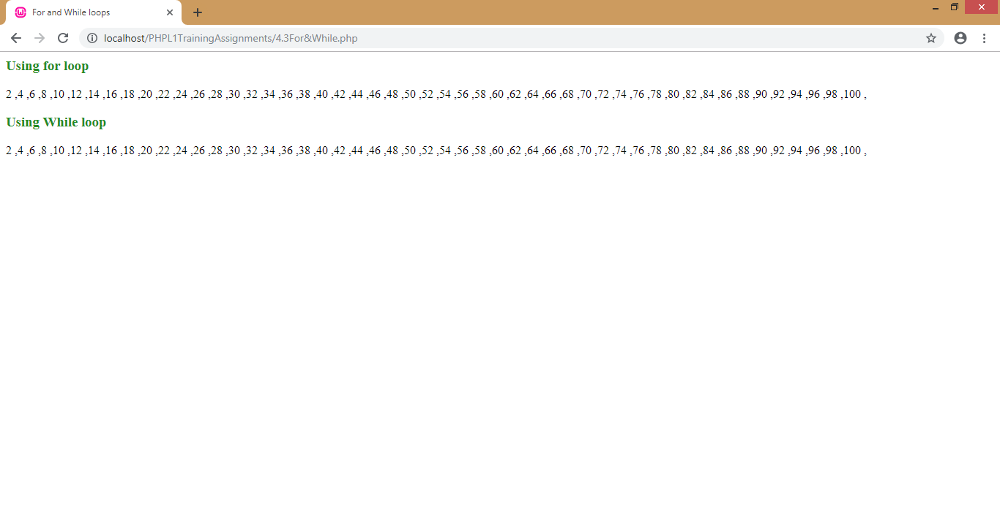 For and While loops
localhost/PHPL1TrainingAssignments/4.3For&While.php
Using for loop
2 ,4 ,6 ,8 ,10 ,12 ,14 ,16 ,18 ,20 ,22 ,24 ,26 ,28 ,30 ,32 ,34 ,36 ,38 ,40 ,42 ,44 ,46 ,48 ,50 ,52 ,54 ,56 ,58 ,60 ,62 ,64 ,66 ,68 ,70 ,72 ,74 ,76 ,78 ,80 ,82 ,84 ,86 ,88 ,90 ,92 ,94 ,96 ,98 ,100 ,
Using While loop
2 ,4 ,6 ,8 ,10 ,12 ,14 ,16 ,18 ,20 ,22 ,24 ,26 ,28 ,30 ,32 ,34 ,36 ,38 ,40 ,42 ,44 ,46 ,48 ,50 ,52 ,54 ,56 ,58 ,60 ,62 ,64 ,66 ,68 ,70 ,72 ,74 ,76 ,78 ,80 ,82 ,84 ,86 ,88 ,90 ,92 ,94 ,96 ,98 ,100 ,